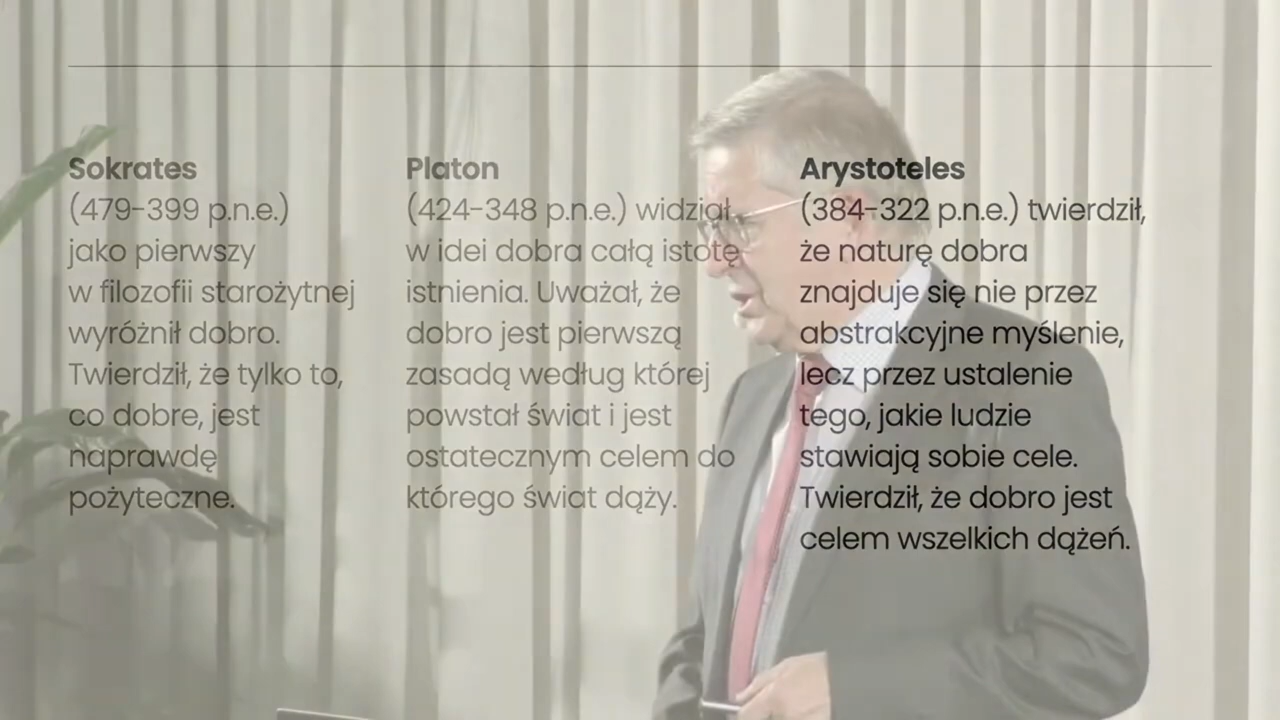 Sokrates
(479-399 p.n.e.)
jako pierwszy
w filozofii starożytnej
wyróżnił dobro.
Twierdził, że tylko to,
co dobre, jest
naprawdę
pożyteczne.
Platon
(424-348 p.n.e.) widział
w idei dobra całą istotę
istnienia. Uważał, że
dobro jest pierwszą
zasadą według której
powstał świat i jest
ostatecznym celem do
którego świat dąży.
Arystoteles
(384-322 p.n.e.) twierdził,
że naturę dobra
znajduje się nie przez
abstrakcyjne myślenie,
lecz przez ustalenie
tego, jakie ludzie
stawiają sobie cele.
Twierdził, że dobro jest
celem wszelkich dążeń.